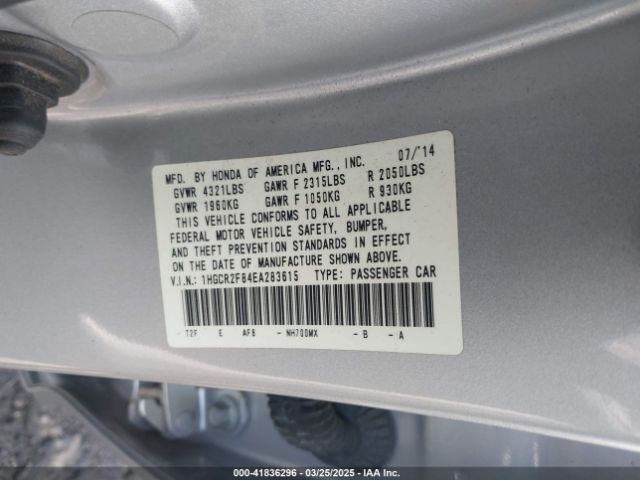 MFD. BY HONDA OF AMERICA MFG., INC. 07/'14
GVWR 4321LBS GAWR F 2315LBS R 2050LBS
GVWR 1960KG GAWR F 1050KG R 930KG
THIS VEHICLE CONFORMS TO ALL APPLICABLE
FEDERAL MOTOR VEHICLE SAFETY, BUMPER,
AND THEFT PREVENTION STANDARDS IN EFFECT
ON THE DATE OF MANUFACTURE SHOWN ABOVE.
V.I.N.: 1HGCR2F84EA283615 TYPE: PASSENGER CAR
T2F E AF8 - NH700MX - B - A
000-41836296 - 03/25/2025 - IAA Inc.